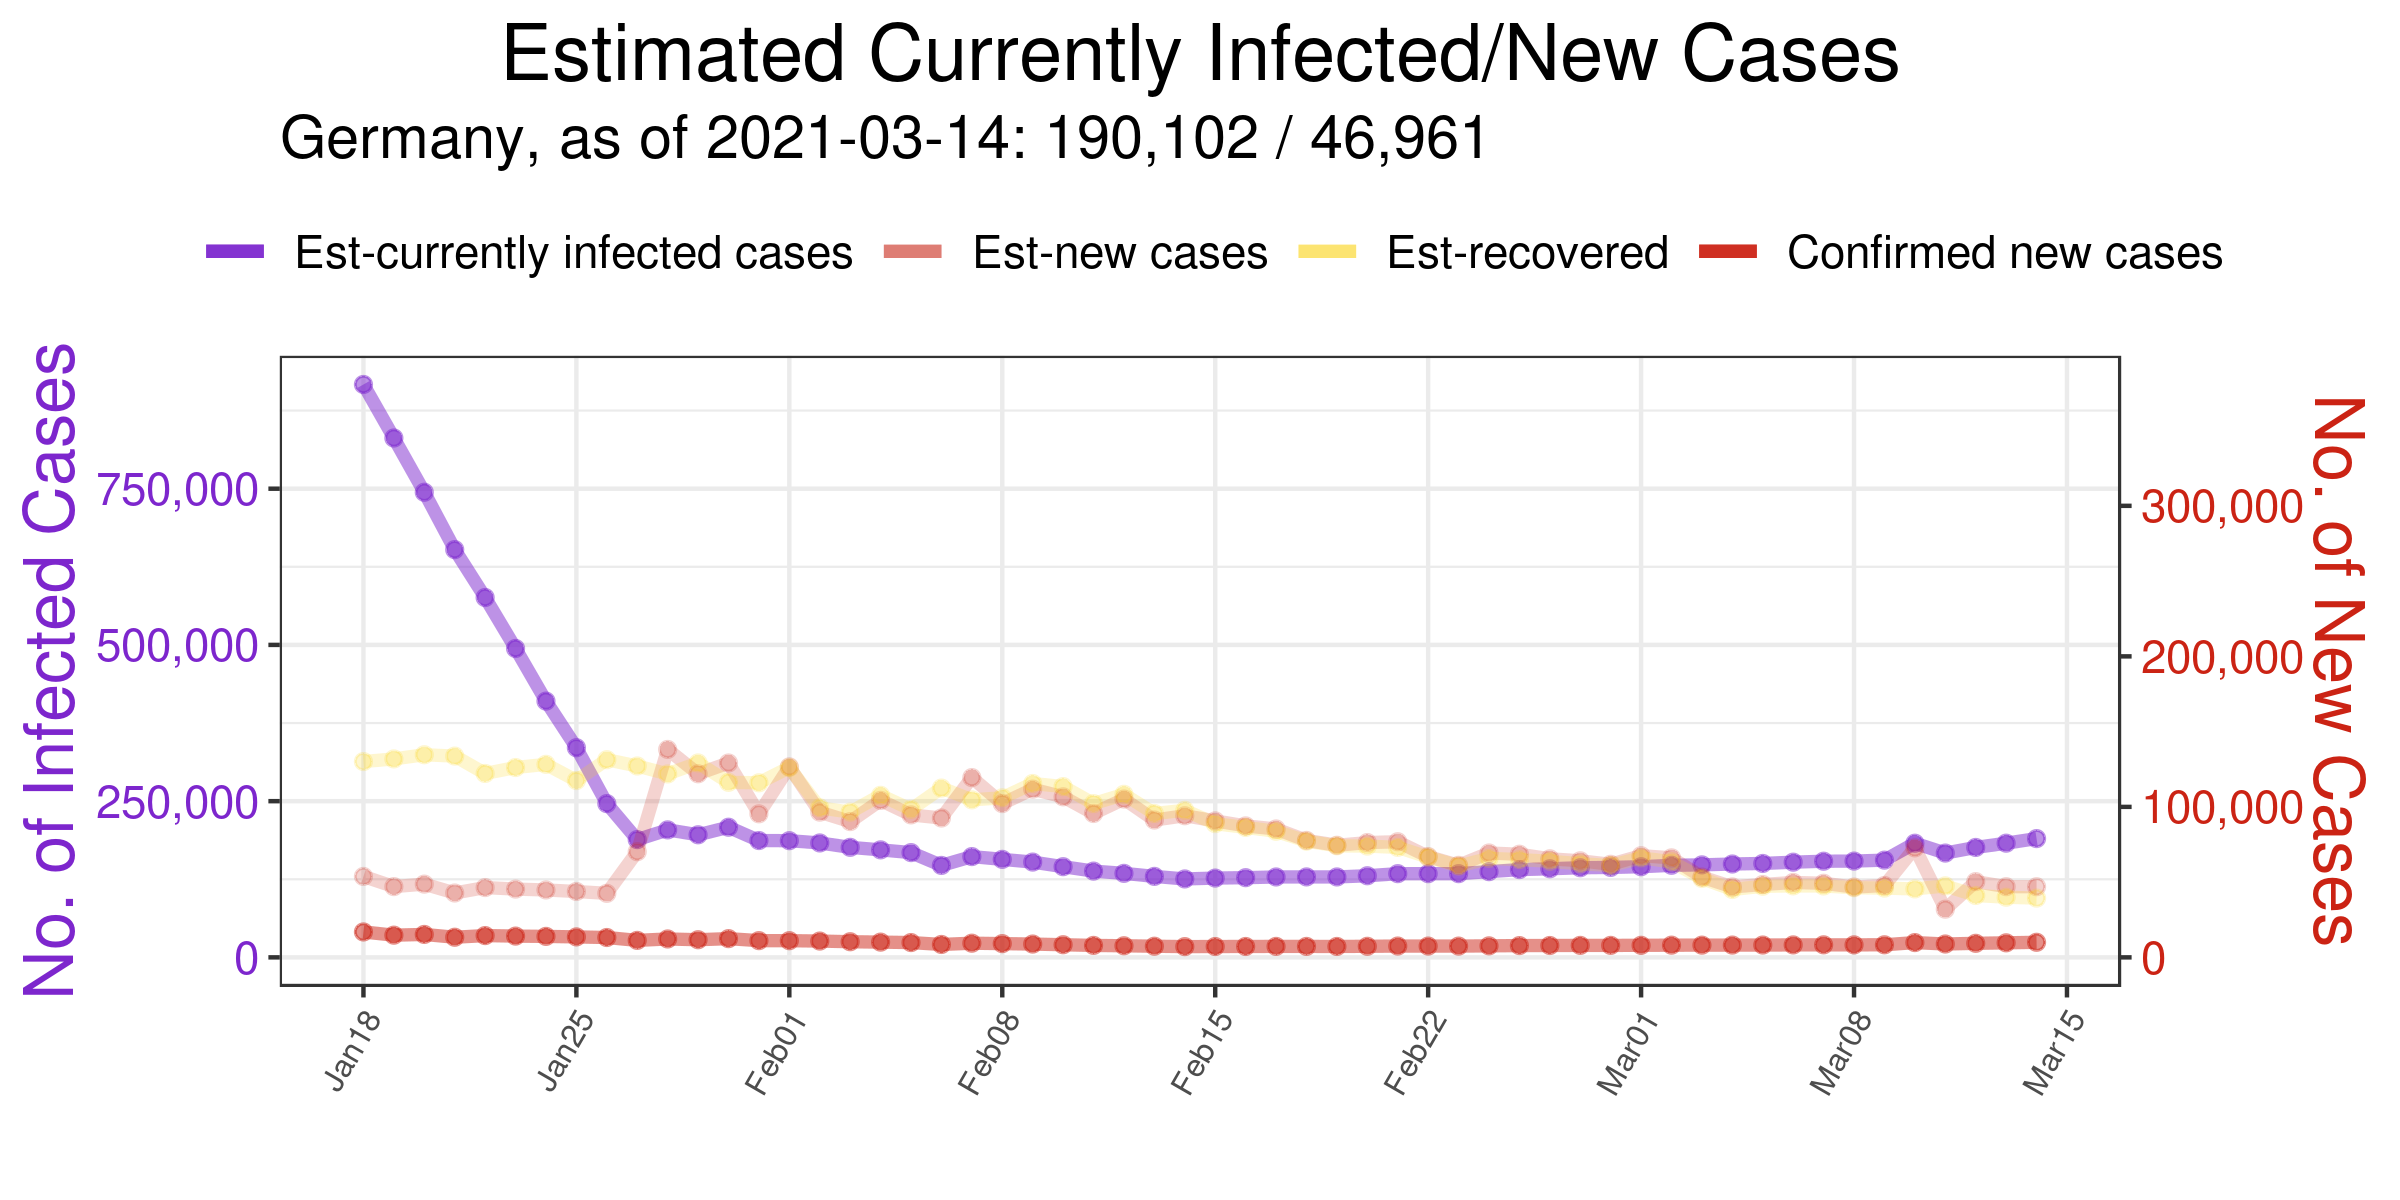 Estimated Currently Infected/New Cases
Germany, as of 2021-03-14: 190,102 / 46,961
Est-currently infected cases Est-new cases Est-recovered Confirmed new cases
No. of Infected Cases
750,000
500,000
250,000
0
300,000
200,000
100,000
0
No. of New Cases
Jan18 Jan25 Feb01 Feb08 Feb15 Feb22 Mar01 Mar08 Mar15